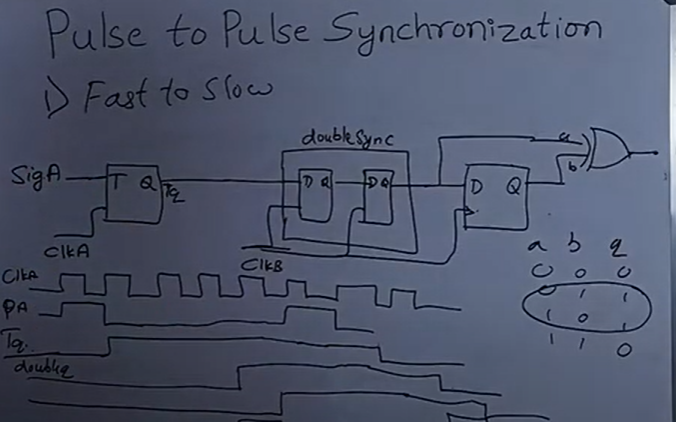 Pulse to Pulse Synchronization
1) Fast to Slow
doubleSync
a
b
SigA T Q Tq D Q D Q D Q
ClkA
ClkB
ClkA
PA
Tq
doubleq
a b q
0 0 0
0 1 1
1 0 1
1 1 0